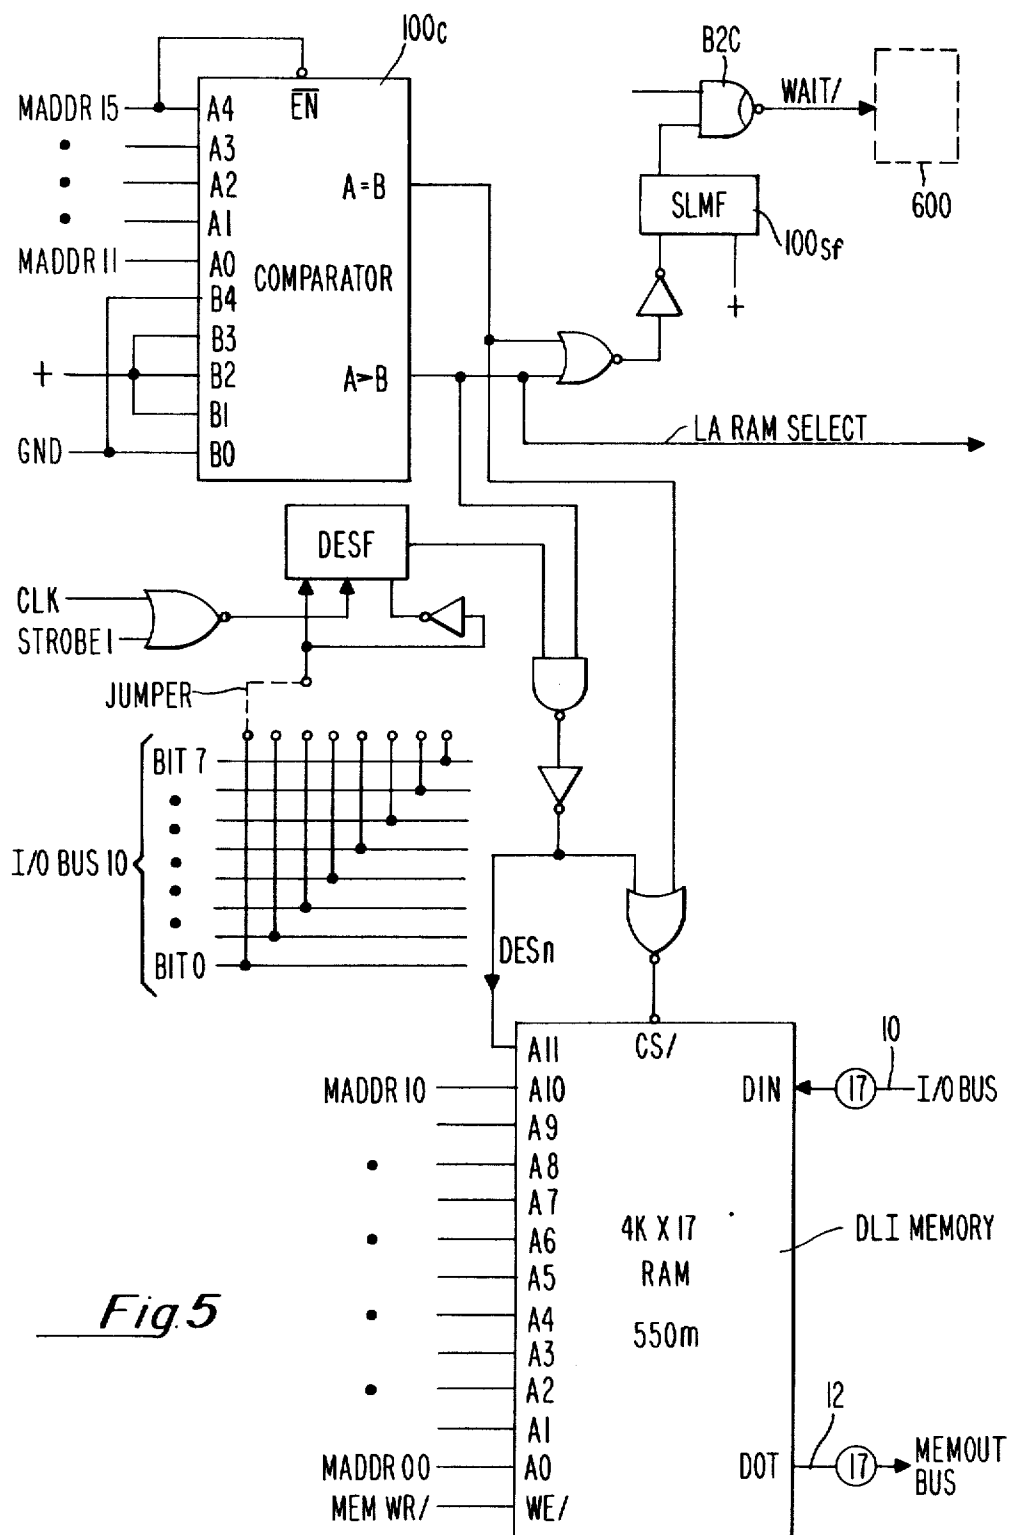 100c
B2C
MADDR 15
A4
EN
WAIT/
A3
A2
A=B
SLMF
600
A1
100sf
MADDR 11
A0
COMPARATOR
B4
+
B3
+
B2
A>B
B1
LA RAM SELECT
GND
B0
DESF
CLK
STROBE 1
JUMPER
BIT 7
I/O BUS 10
DESn
BIT 0
A11
CS/
10
MADDR 10
A10
DIN
17
I/O BUS
A9
A8
A7
4K X 17
DLI MEMORY
A6
RAM
A5
Fig. 5
A4
550m
A3
A2
12
A1
MEMOUT
BUS
MADDR 00
A0
DOT
17
MEM WR/
WE/